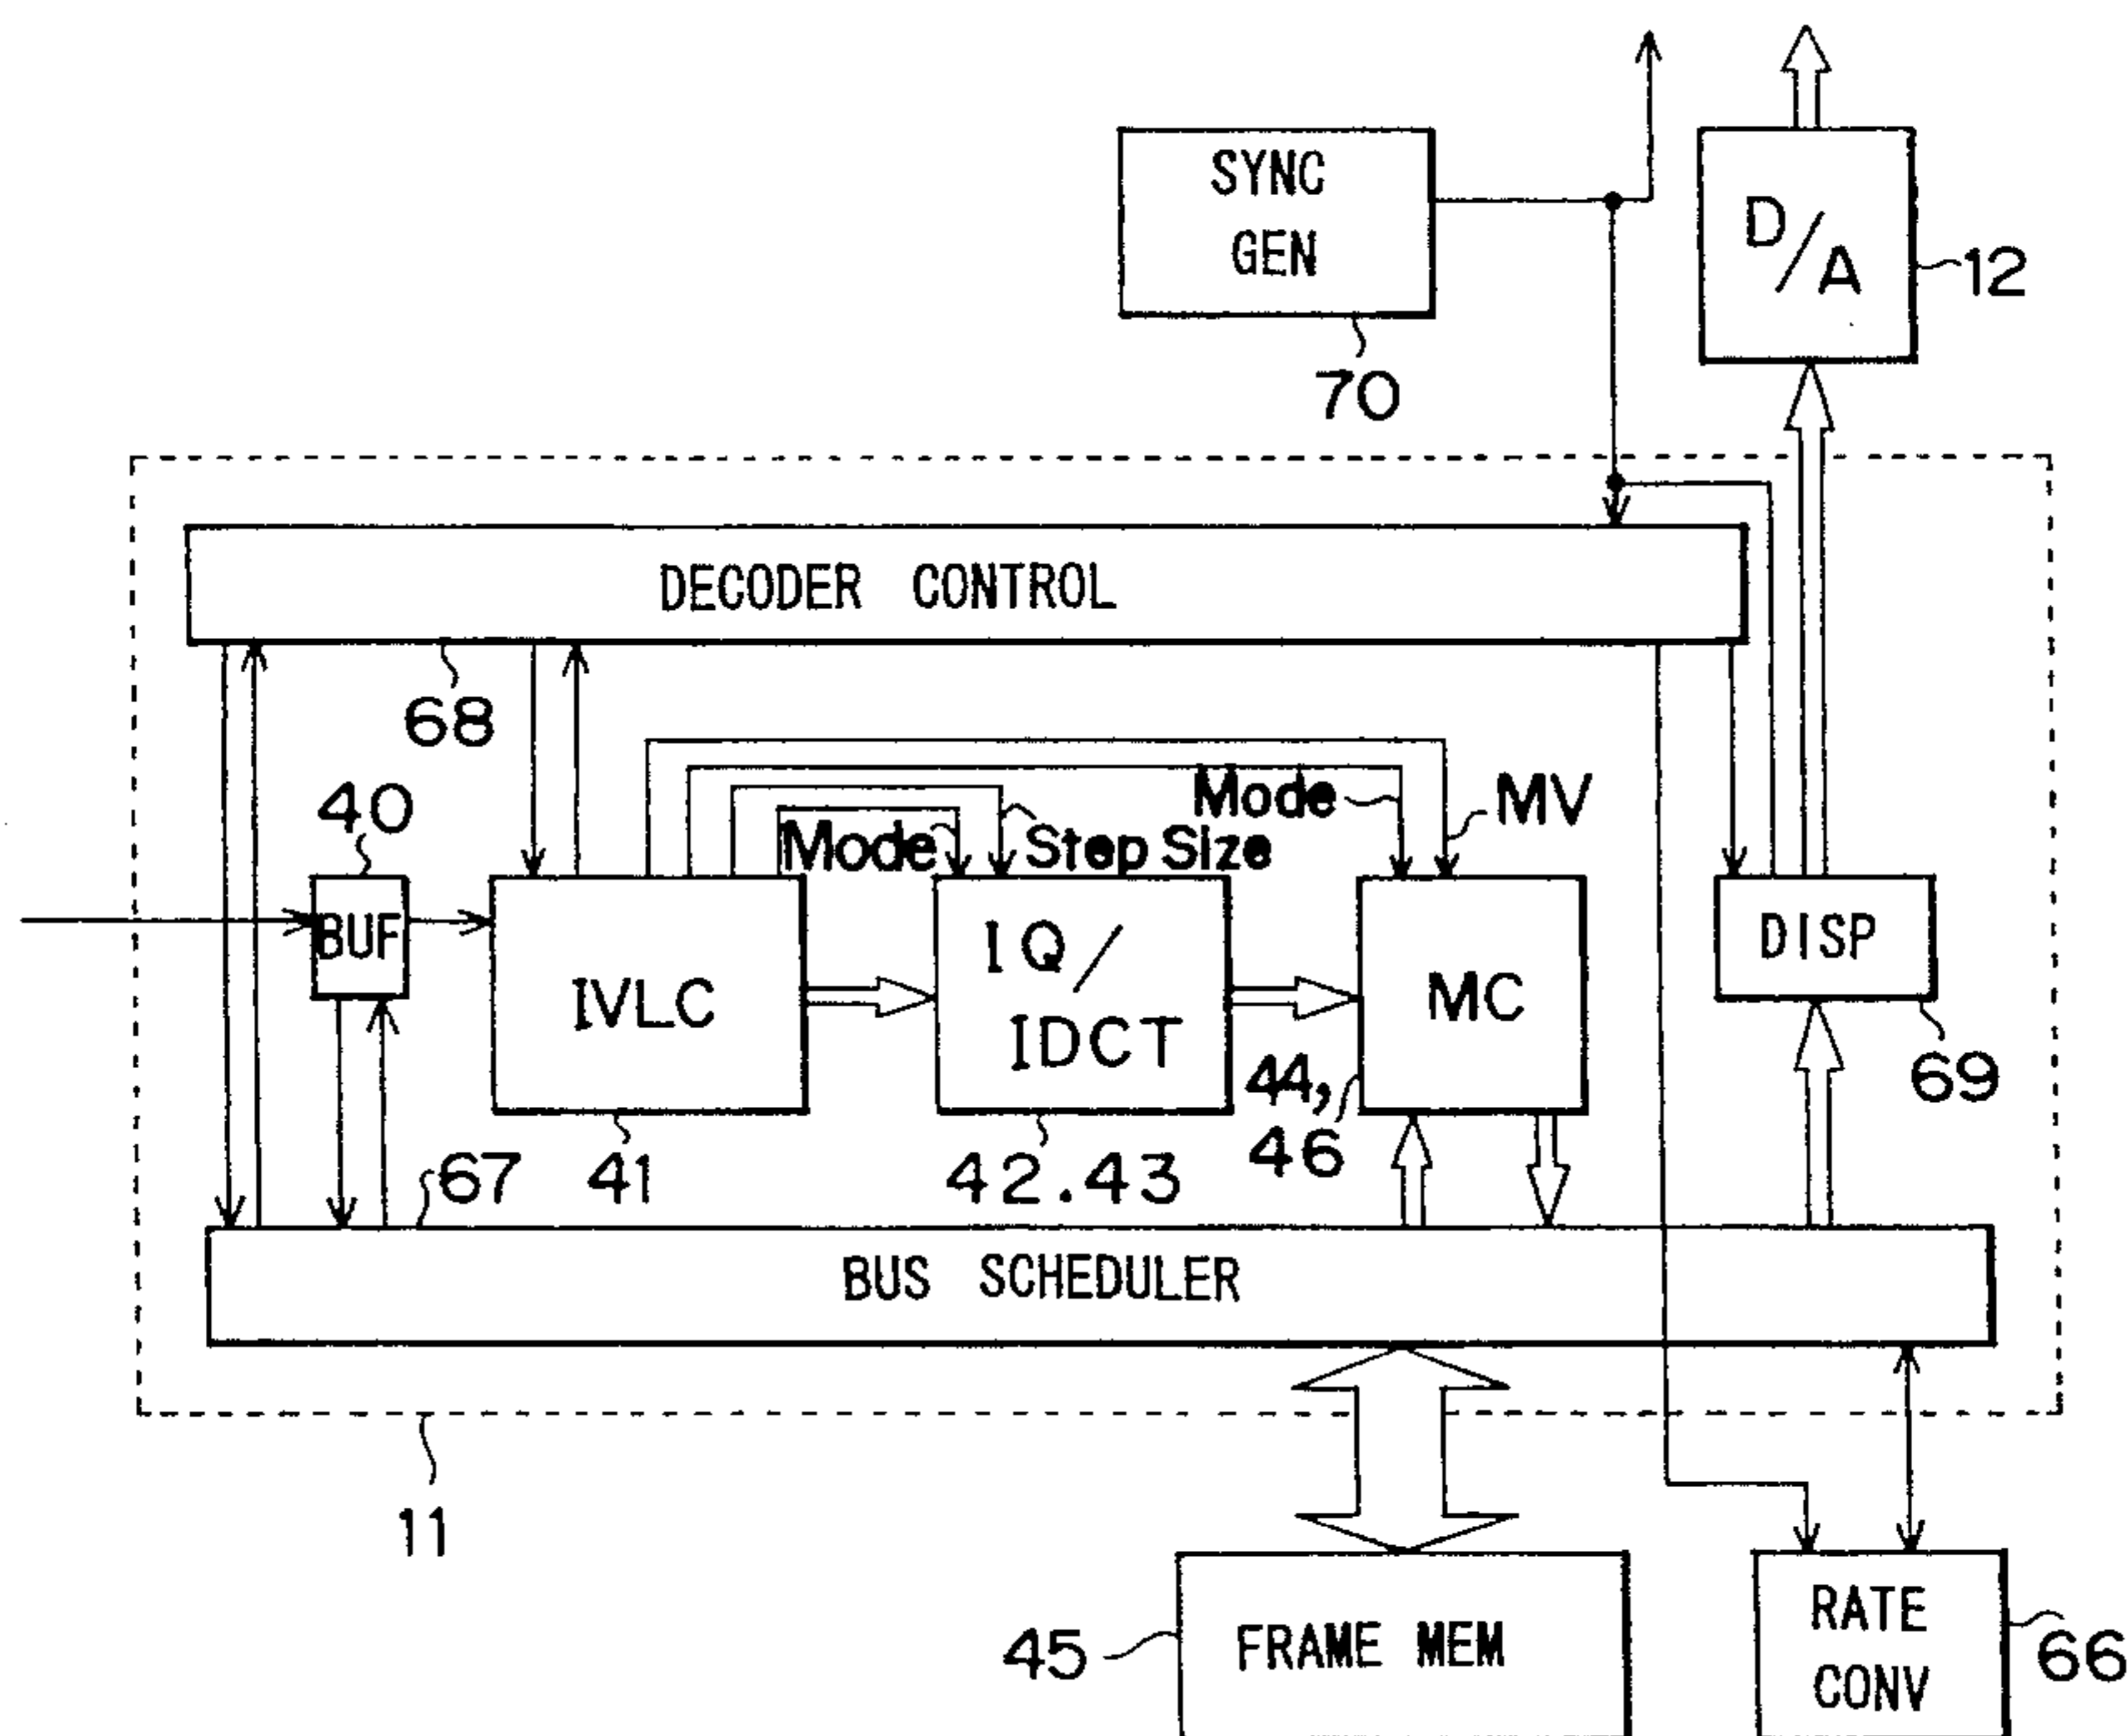 SYNC
GEN
70
D/A
12
DECODER CONTROL
68
40
BUF
Mode
Step Size
Mode
MV
IVLC
41
IQ/
IDCT
42.43
MC
44,
46
DISP
69
67
BUS SCHEDULER
11
45
FRAME MEM
RATE
CONV
66